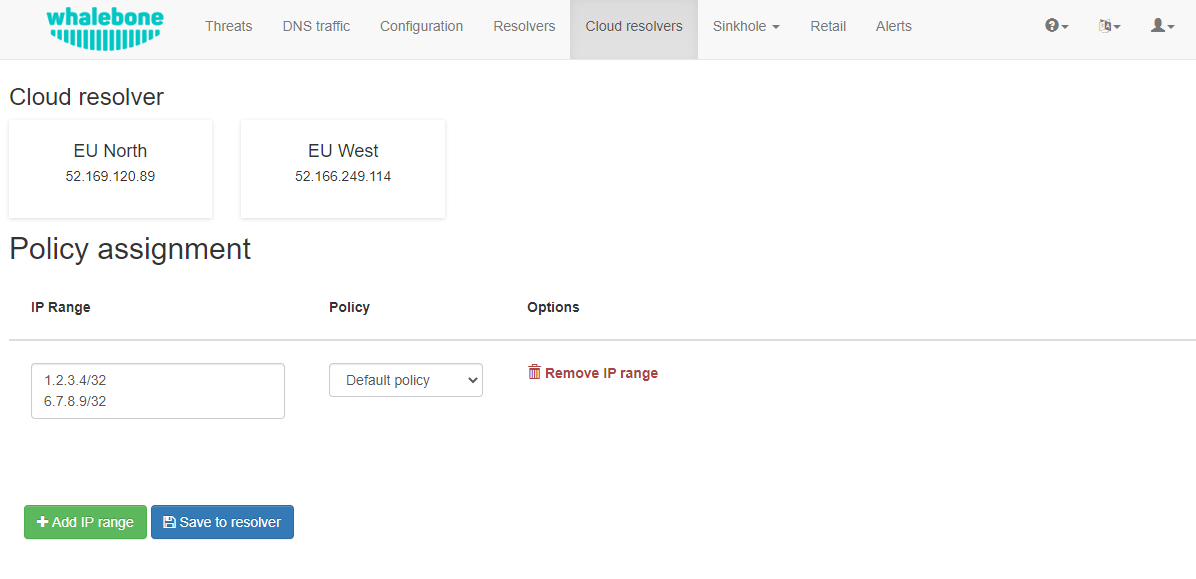 whalebone
Threats DNS traffic Configuration Resolvers Cloud resolvers Sinkhole Retail Alerts
Cloud resolver
EU North EU West
52.169.120.89 52.166.249.114
Policy assignment
IP Range Policy Options
1.2.3.4/32 Default policy Remove IP range
6.7.8.9/32
Add IP range Save to resolver